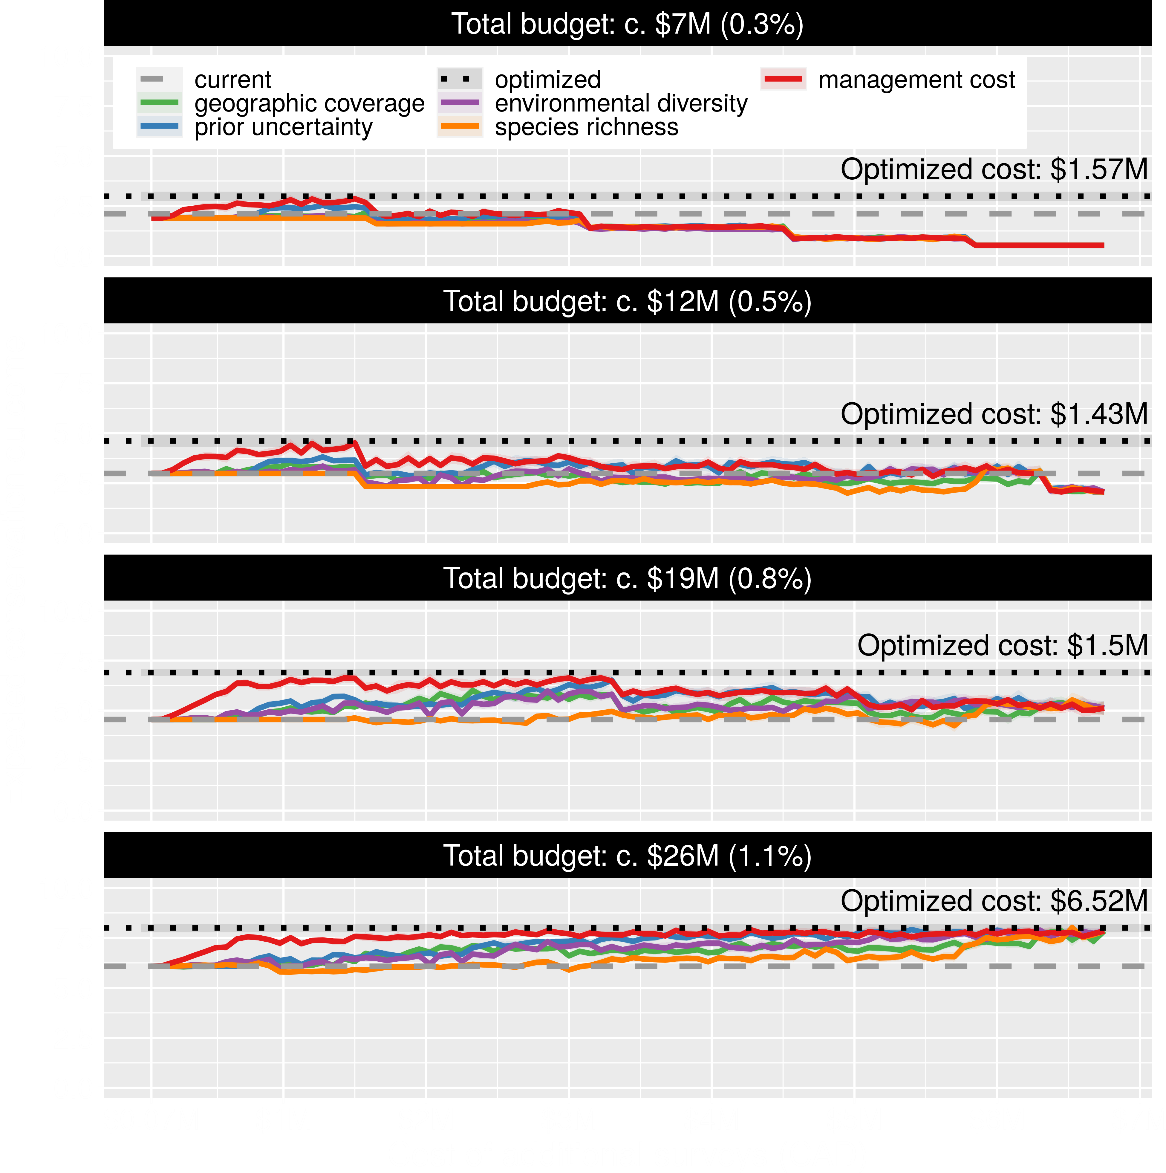 Total budget: c. $7M (0.3%)
current optimized management cost
geographic coverage environmental diversity
prior uncertainty species richness
Optimized cost: $1.57M
Total budget: c. $12M (0.5%)
Optimized cost: $1.43M
Total budget: c. $19M (0.8%)
Optimized cost: $1.5M
Total budget: c. $26M (1.1%)
Optimized cost: $6.52M